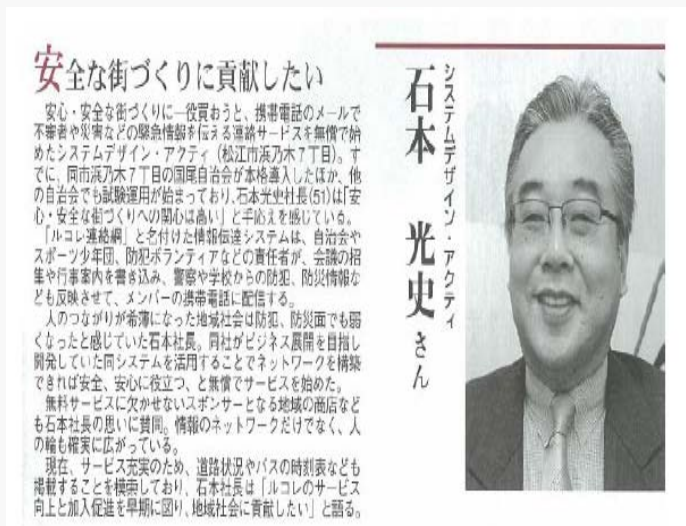 安全な街づくりに貢献したい
安心・安全な街づくりに一役買おうと、携帯電話のメールで
不審者や災害などの緊急情報を伝える連絡サービスを無償で始
めたシステムデザイン・アクティ(松江市浜乃木7丁目)。す
でに、同市浜乃木7丁目の国尾自治会が本格導入したほか、他
の自治会でも試験運用が始まっており、石本光史社長(51)は「安
心・安全な街づくりへの関心は高い」と手応えを感じている。
「ルコレ連絡網」と名付けた情報伝達システムは、自治会や
スポーツ少年団、防犯ボランティアなどの責任者が、会議の招
集や行事案内を書き込み、警察や学校からの防犯、防災情報な
ども反映させて、メンバーの携帯電話に配信する。
人のつながりが希薄になった地域社会は防犯、防災面でも弱
くなったと感じていた石本社長。同社がビジネス展開を目指し
開発していた同システムを活用することでネットワークを構築
できれば安全、安心に役立つ、と無償でサービスを始めた。
無料サービスに欠かせないスポンサーとなる地域の商店など
も石本社長の思いに賛同。情報のネットワークだけでなく、人
の輪も確実に広がっている。
現在、サービス充実のため、道路状況やバスの時刻表なども
掲載することを模索しており、石本社長は「ルコレのサービス
向上と加入促進を早期に図り、地域社会に貢献したい」と語る。
システムデザイン・アクティ
石本 光史さん